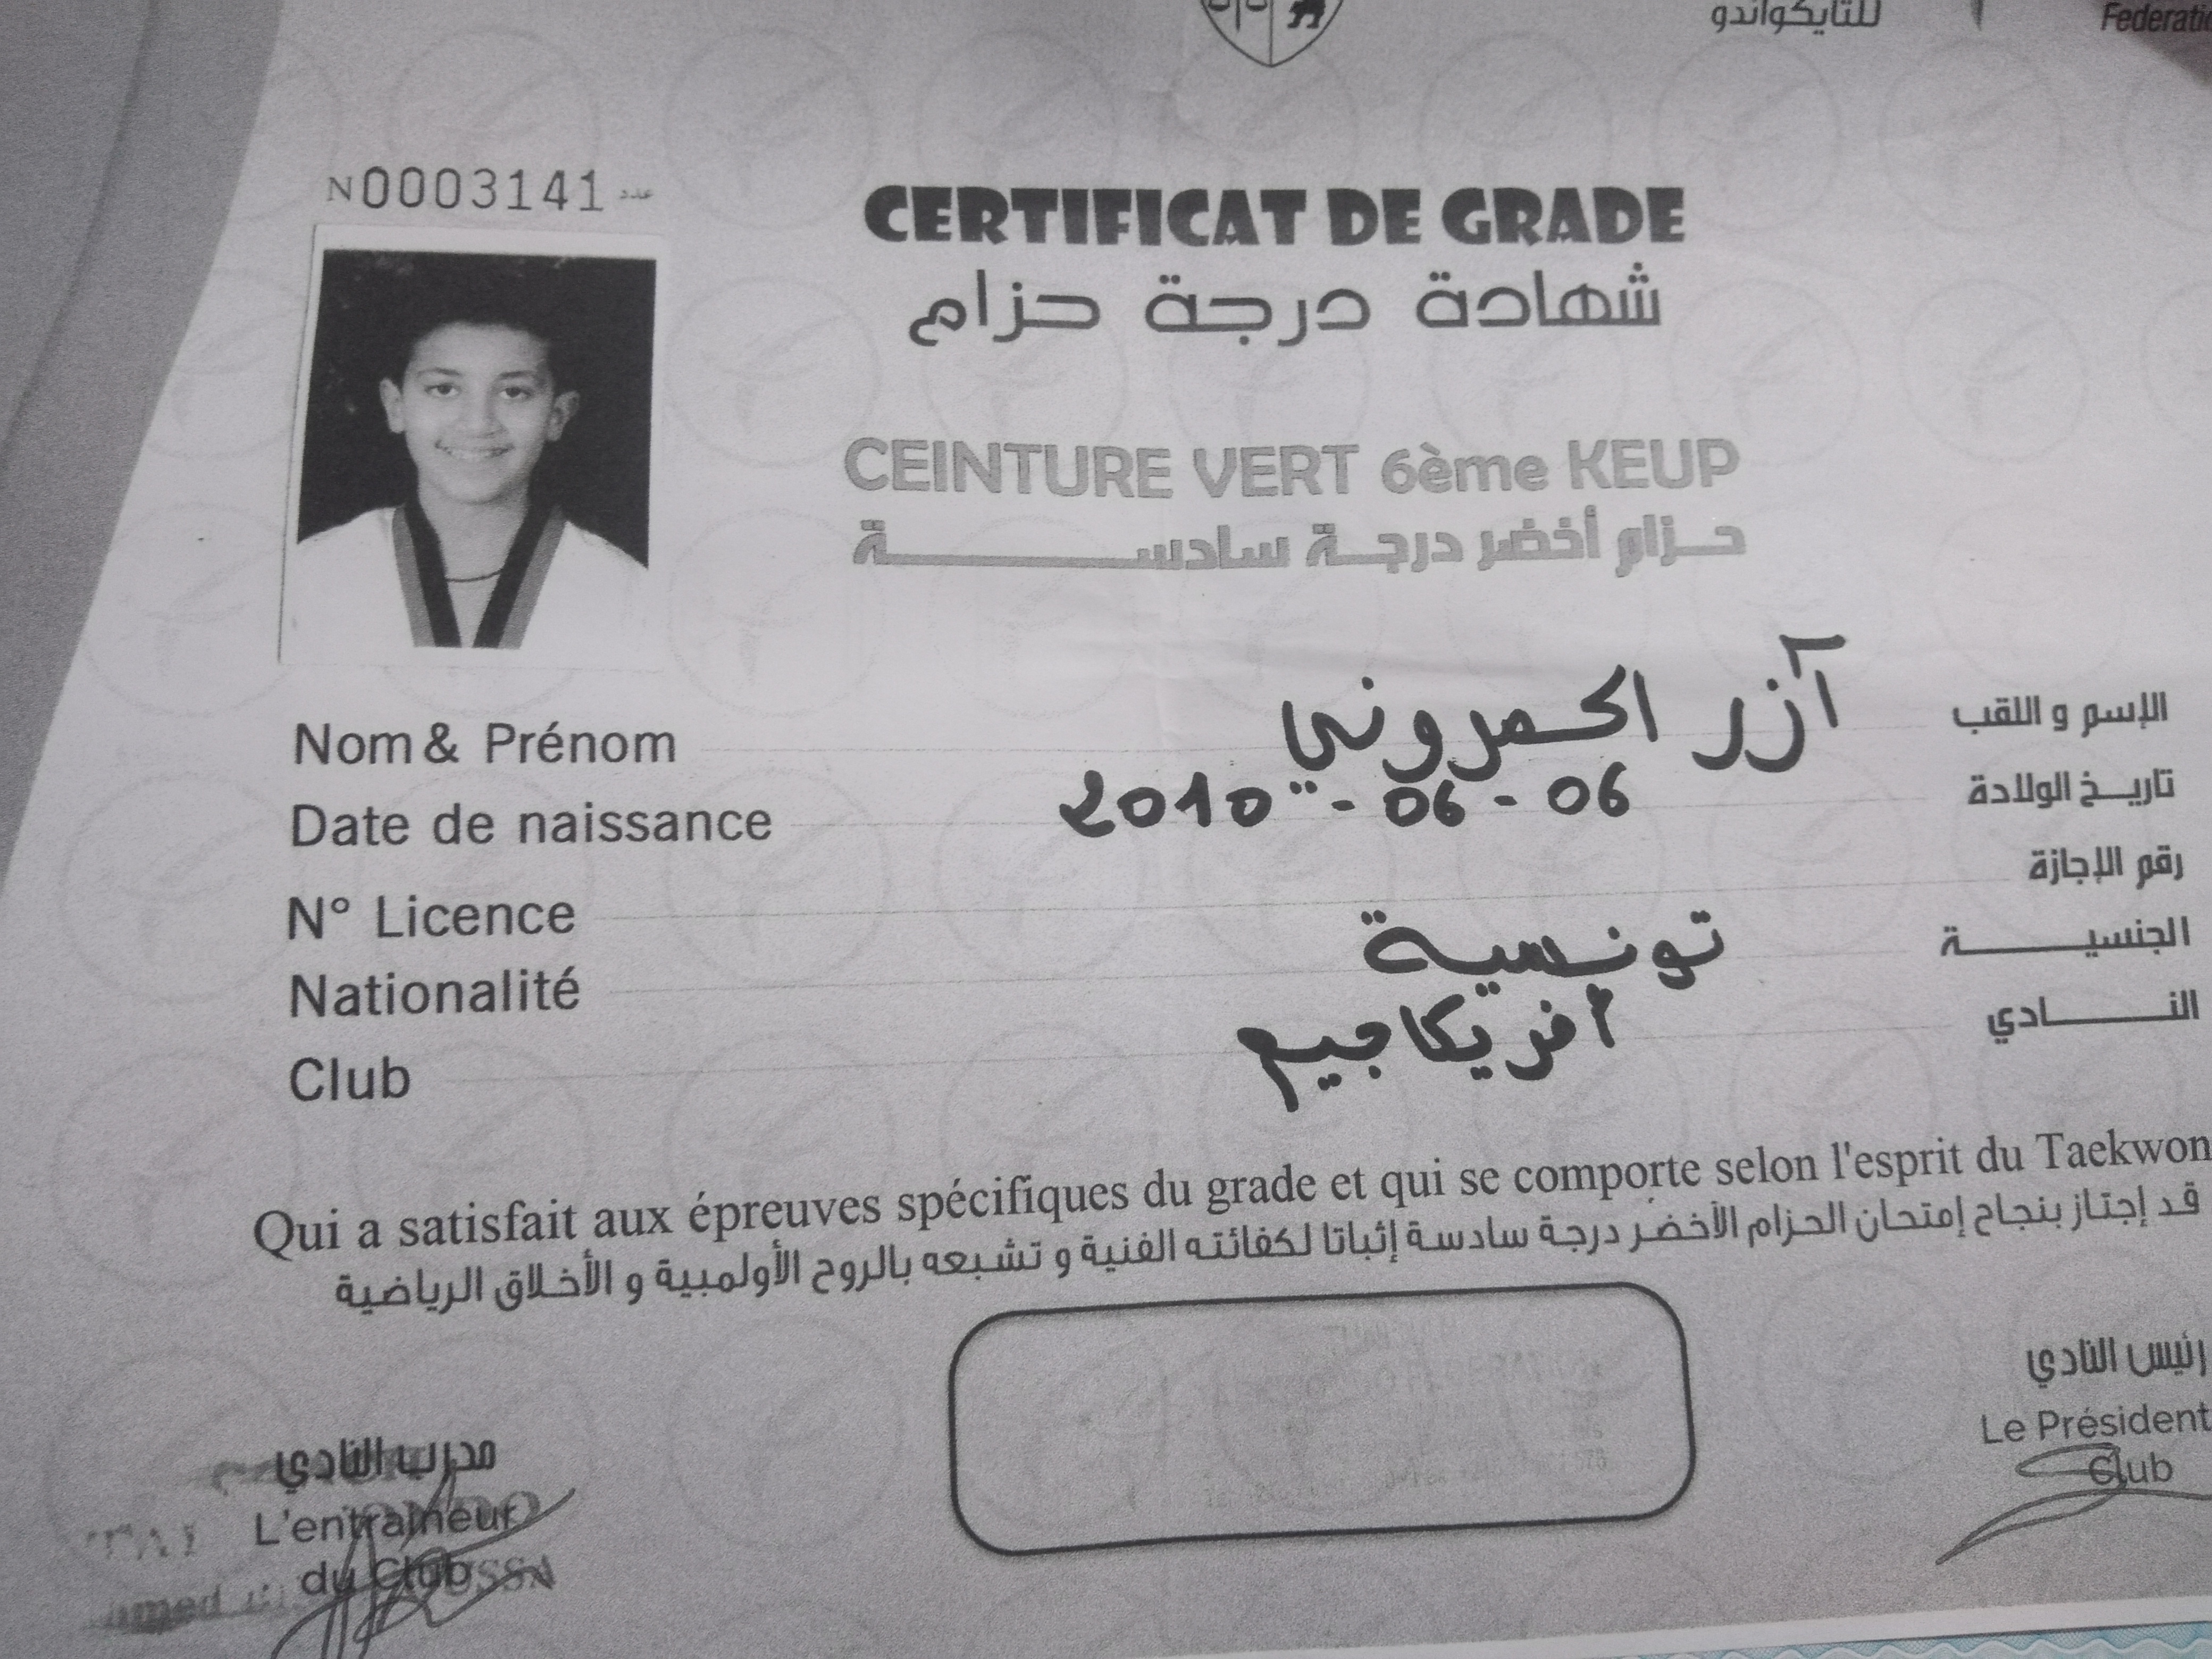 للتايكواندو
N0003141 عدد
CERTIFICAT DE GRADE
شهادة درجة حزام
CEINTURE VERT 6ème KEUP
حزام أخضر درجة سادسة
Nom & Prénom آزر الحمروني الإسم و اللقب
Date de naissance 2010 - 06 - 06 تاريخ الولادة
N° Licence رقم الإجازة
Nationalité تونسية الجنسية
Club أفريكا جيم النادي
Qui a satisfait aux épreuves spécifiques du grade et qui se comporte selon l'esprit du Taekwon
قد إجتاز بنجاح إمتحان الحزام الأخضر درجة سادسة إثباتا لكفائته الفنية و تشبعه بالروح الأولمبية و الأخلاق الرياضية
رئيس النادي
Le Président
Club
مدرب النادي
L'entraineur
du Club